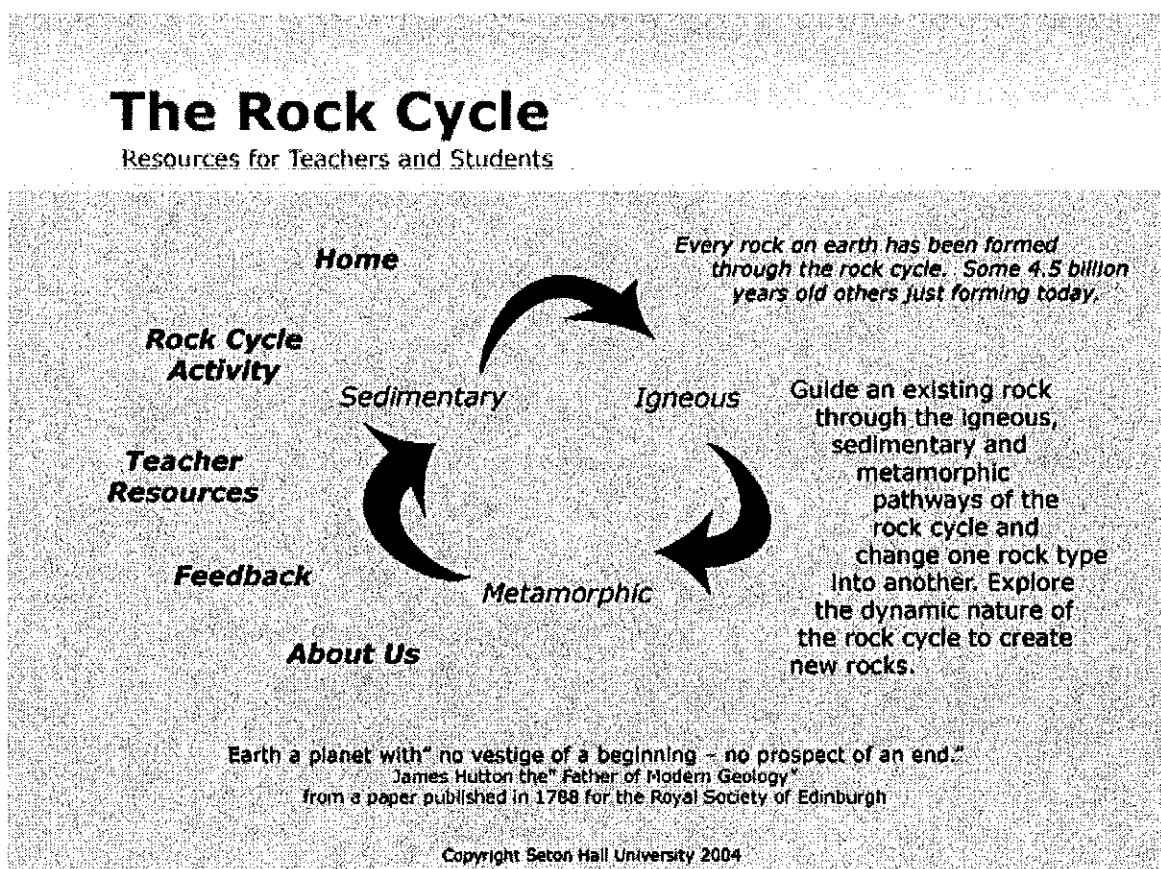 The Rock Cycle
Resources for Teachers and Students
Home
Every rock on earth has been formed
through the rock cycle. Some 4.5 billion
years old others just forming today.
Rock Cycle
Activity
Sedimentary
Igneous
Guide an existing rock
through the igneous,
sedimentary and
metamorphic
pathways of the
rock cycle and
change one rock type
into another. Explore
the dynamic nature of
the rock cycle to create
new rocks.
Teacher
Resources
Feedback
Metamorphic
About Us
Earth a planet with" no vestige of a beginning – no prospect of an end."
James Hutton the" Father of Modern Geology"
from a paper published in 1788 for the Royal Society of Edinburgh
Copyright Seton Hall University 2004